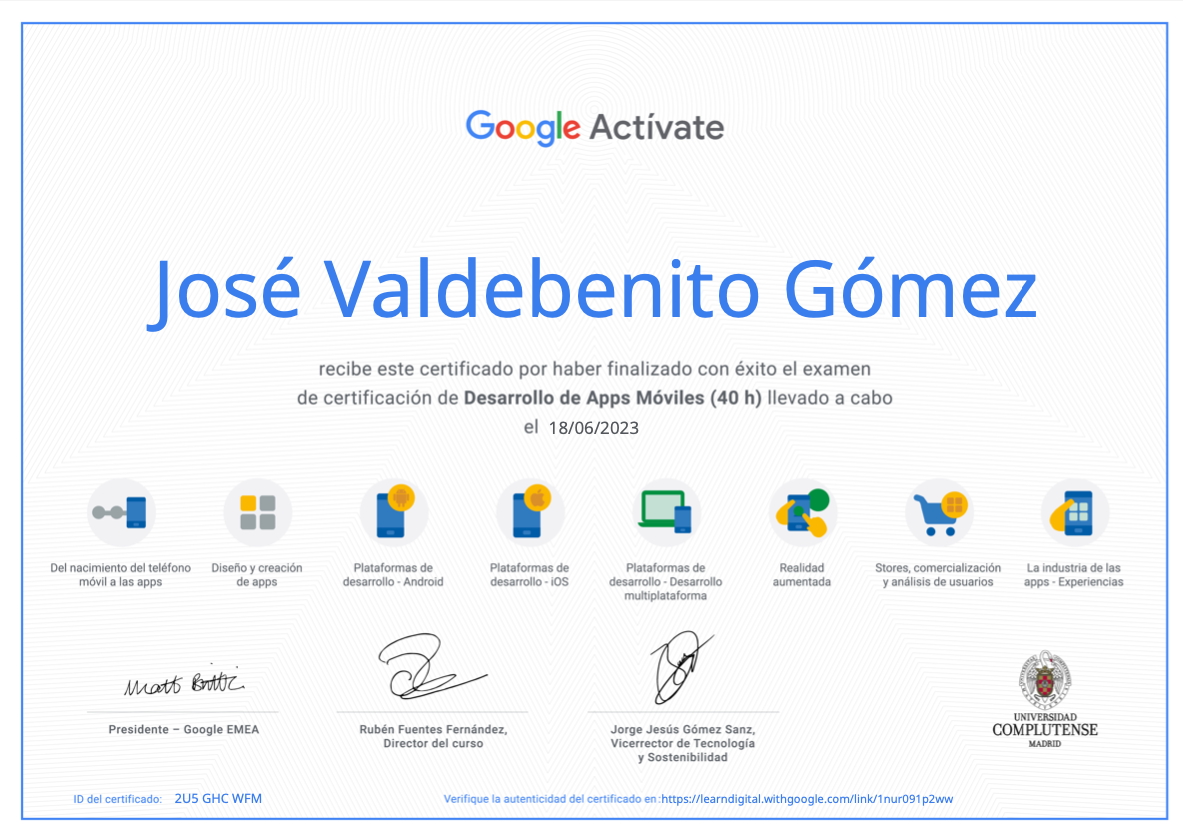 Google Actívate
José Valdebenito Gómez
recibe este certificado por haber finalizado con éxito el examen
de certificación de Desarrollo de Apps Móviles (40 h) llevado a cabo
el 18/06/2023
Del nacimiento del teléfono
móvil a las apps
Diseño y creación
de apps
Plataformas de
desarrollo - Android
Plataformas de
desarrollo - iOS
Plataformas de
desarrollo - Desarrollo
multiplataforma
Realidad
aumentada
Stores, comercialización
y análisis de usuarios
La industria de las
apps - Experiencias
Matt
Presidente – Google EMEA
Rubén Fuentes Fernández,
Director del curso
Jorge Jesús Gómez Sanz,
Vicerrector de Tecnología
y Sostenibilidad
UNIVERSIDAD
COMPLUTENSE
MADRID
ID del certificado: 2U5 GHC WFM
Verifique la autenticidad del certificado en:https://learndigital.withgoogle.com/link/1nur091p2ww